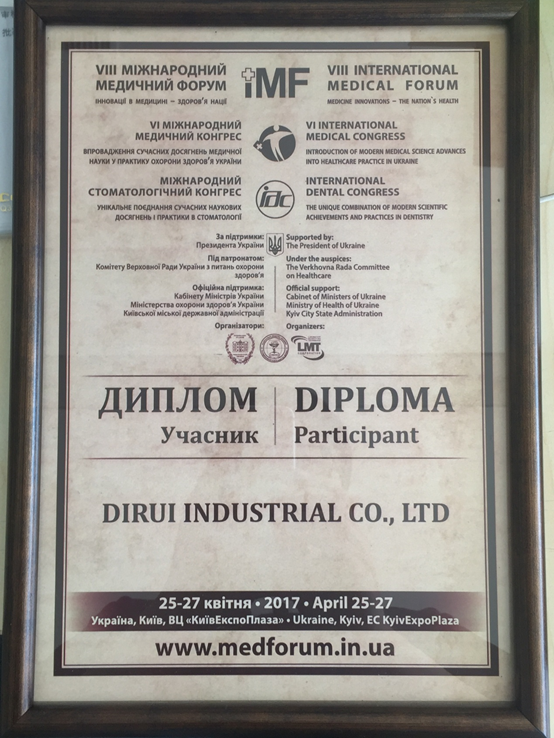 VIII МІЖНАРОДНИЙ
МЕДИЧНИЙ ФОРУМ
ІННОВАЦІЇ В МЕДИЦИНІ – ЗДОРОВ'Я НАЦІЇ
iMF
VIII INTERNATIONAL
MEDICAL FORUM
MEDICINE INNOVATIONS – THE NATION'S HEALTH
VI МІЖНАРОДНИЙ
МЕДИЧНИЙ КОНГРЕС
ВПРОВАДЖЕННЯ СУЧАСНИХ ДОСЯГНЕНЬ МЕДИЧНОЇ
НАУКИ У ПРАКТИКУ ОХОРОНИ ЗДОРОВ'Я УКРАЇНИ
VI INTERNATIONAL
MEDICAL CONGRESS
INTRODUCTION OF MODERN MEDICAL SCIENCE ADVANCES
INTO HEALTHCARE PRACTICE IN UKRAINE
МІЖНАРОДНИЙ
СТОМАТОЛОГІЧНИЙ КОНГРЕС
УНІКАЛЬНЕ ПОЄДНАННЯ СУЧАСНИХ НАУКОВИХ
ДОСЯГНЕНЬ І ПРАКТИКИ В СТОМАТОЛОГІЇ
idc
INTERNATIONAL
DENTAL CONGRESS
THE UNIQUE COMBINATION OF MODERN SCIENTIFIC
ACHIEVEMENTS AND PRACTICES IN DENTISTRY
За підтримки:
Президента України
Supported by:
The President of Ukraine
Під патронатом:
Комітету Верховної Ради України з питань охорони
здоров'я
Under the auspices:
The Verkhovna Rada Committee
on Healthcare
Офіційна підтримка:
Кабінету Міністрів України
Міністерства охорони здоров'я України
Київської міської державної адміністрації
Official support:
Cabinet of Ministers of Ukraine
Ministry of Health of Ukraine
Kyiv City State Administration
Організатори:
Organizers:
LMT
ДИПЛОМ
Учасник
DIPLOMA
Participant
DIRUI INDUSTRIAL CO., LTD
25-27 квітня • 2017 • April 25-27
Україна, Київ, ВЦ «КиївЕкспоПлаза» • Ukraine, Kyiv, EC KyivExpoPlaza
www.medforum.in.ua